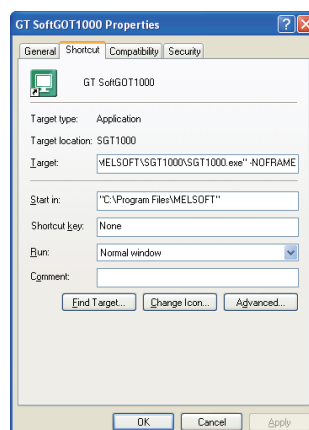 GT SoftGOT1000 Properties
General Shortcut Compatibility Security
GT SoftGOT1000
Target type: Application
Target location: SGT1000
Target: MELSOFT\SGT1000\SGT1000.exe" -NOFRAME
Start in: "C:\Program Files\MELSOFT"
Shortcut key: None
Run: Normal window
Comment:
Find Target... Change Icon... Advanced...
OK Cancel Apply